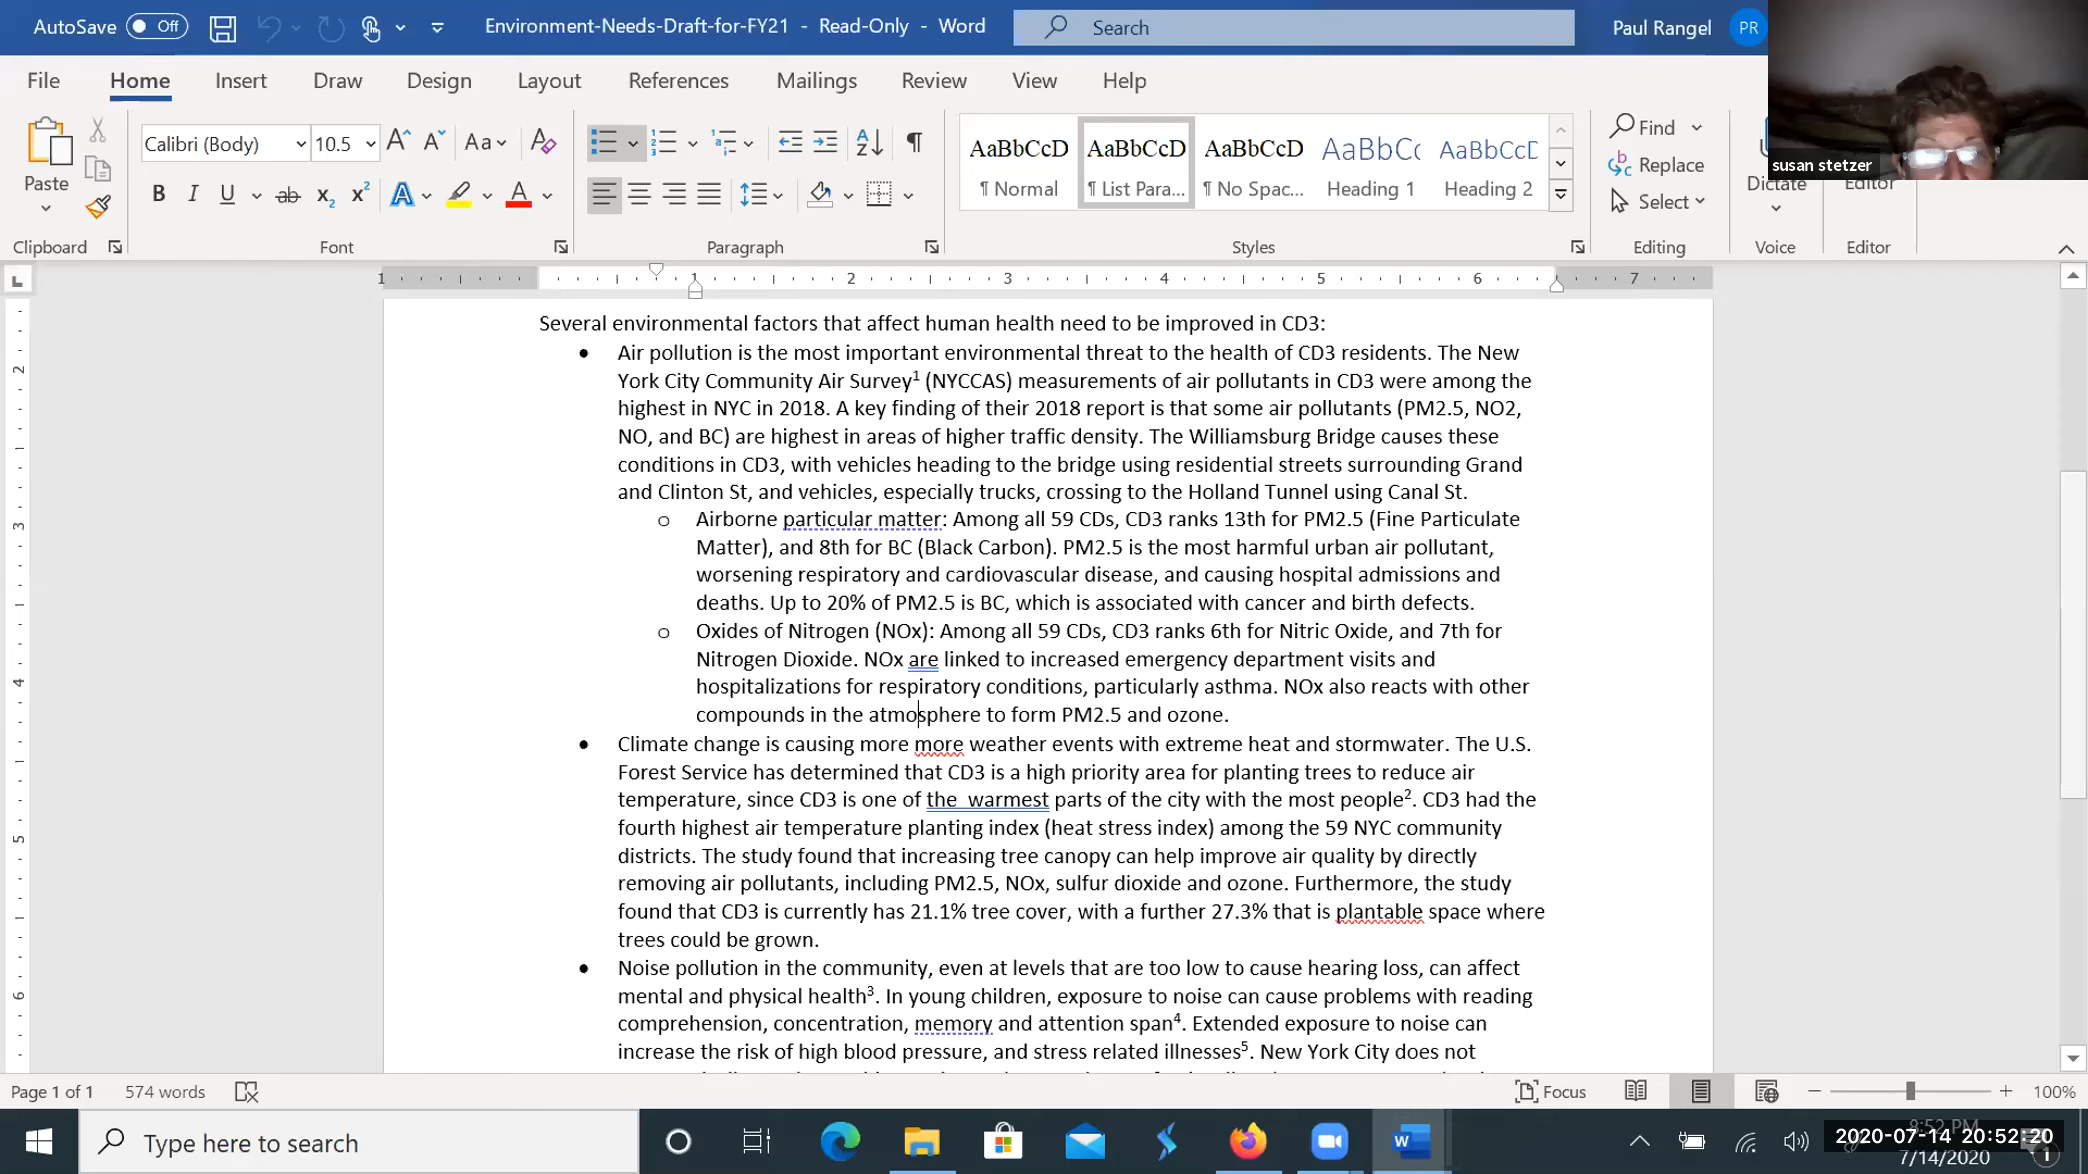 AutoSave Off Environment-Needs-Draft-for-FY21 - Read-Only - Word Search Paul Rangel PR
File Home Insert Draw Design Layout References Mailings Review View Help
susan stetzer
Paste
Calibri (Body) 10.5 Aa
AaBbCcD AaBbCcD AaBbCcD AaBbCc AaBbCcD
¶ Normal ¶ List Para... ¶ No Spac... Heading 1 Heading 2
Find
Replace
Select
Dictate Editor
Clipboard Font Paragraph Styles Editing Voice Editor
1 1 2 3 4 5 6 7
Several environmental factors that affect human health need to be improved in CD3:
• Air pollution is the most important environmental threat to the health of CD3 residents. The New
York City Community Air Survey1 (NYCCAS) measurements of air pollutants in CD3 were among the
highest in NYC in 2018. A key finding of their 2018 report is that some air pollutants (PM2.5, NO2,
NO, and BC) are highest in areas of higher traffic density. The Williamsburg Bridge causes these
conditions in CD3, with vehicles heading to the bridge using residential streets surrounding Grand
and Clinton St, and vehicles, especially trucks, crossing to the Holland Tunnel using Canal St.
o Airborne particular matter: Among all 59 CDs, CD3 ranks 13th for PM2.5 (Fine Particulate
Matter), and 8th for BC (Black Carbon). PM2.5 is the most harmful urban air pollutant,
worsening respiratory and cardiovascular disease, and causing hospital admissions and
deaths. Up to 20% of PM2.5 is BC, which is associated with cancer and birth defects.
o Oxides of Nitrogen (NOx): Among all 59 CDs, CD3 ranks 6th for Nitric Oxide, and 7th for
Nitrogen Dioxide. NOx are linked to increased emergency department visits and
hospitalizations for respiratory conditions, particularly asthma. NOx also reacts with other
compounds in the atmosphere to form PM2.5 and ozone.
• Climate change is causing more more weather events with extreme heat and stormwater. The U.S.
Forest Service has determined that CD3 is a high priority area for planting trees to reduce air
temperature, since CD3 is one of the  warmest parts of the city with the most people2. CD3 had the
fourth highest air temperature planting index (heat stress index) among the 59 NYC community
districts. The study found that increasing tree canopy can help improve air quality by directly
removing air pollutants, including PM2.5, NOx, sulfur dioxide and ozone. Furthermore, the study
found that CD3 is currently has 21.1% tree cover, with a further 27.3% that is plantable space where
trees could be grown.
• Noise pollution in the community, even at levels that are too low to cause hearing loss, can affect
mental and physical health3. In young children, exposure to noise can cause problems with reading
comprehension, concentration, memory and attention span4. Extended exposure to noise can
increase the risk of high blood pressure, and stress related illnesses5. New York City does not
2
3
4
5
6
Page 1 of 1 574 words Focus 100%
Type here to search
8:52 PM
2020-07-14 20:52:20
7/14/2020
1